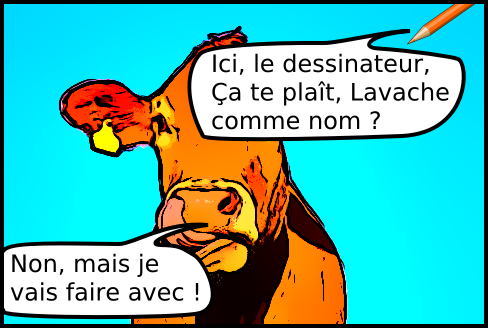 Ici, le dessinateur,
Ça te plaît, Lavache
comme nom ?
Non, mais je
vais faire avec !